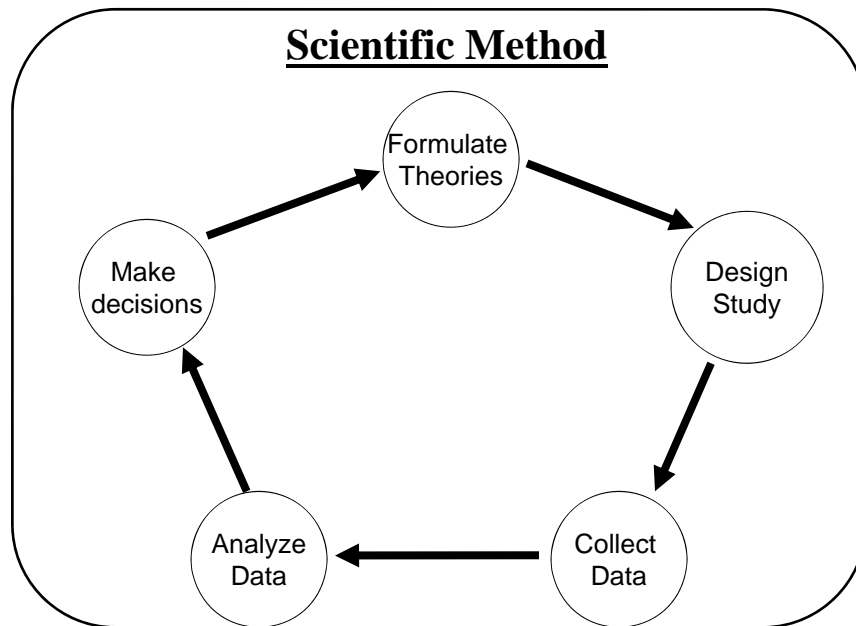 Scientific Method
Formulate
Theories
Design
Study
Collect
Data
Analyze
Data
Make
decisions